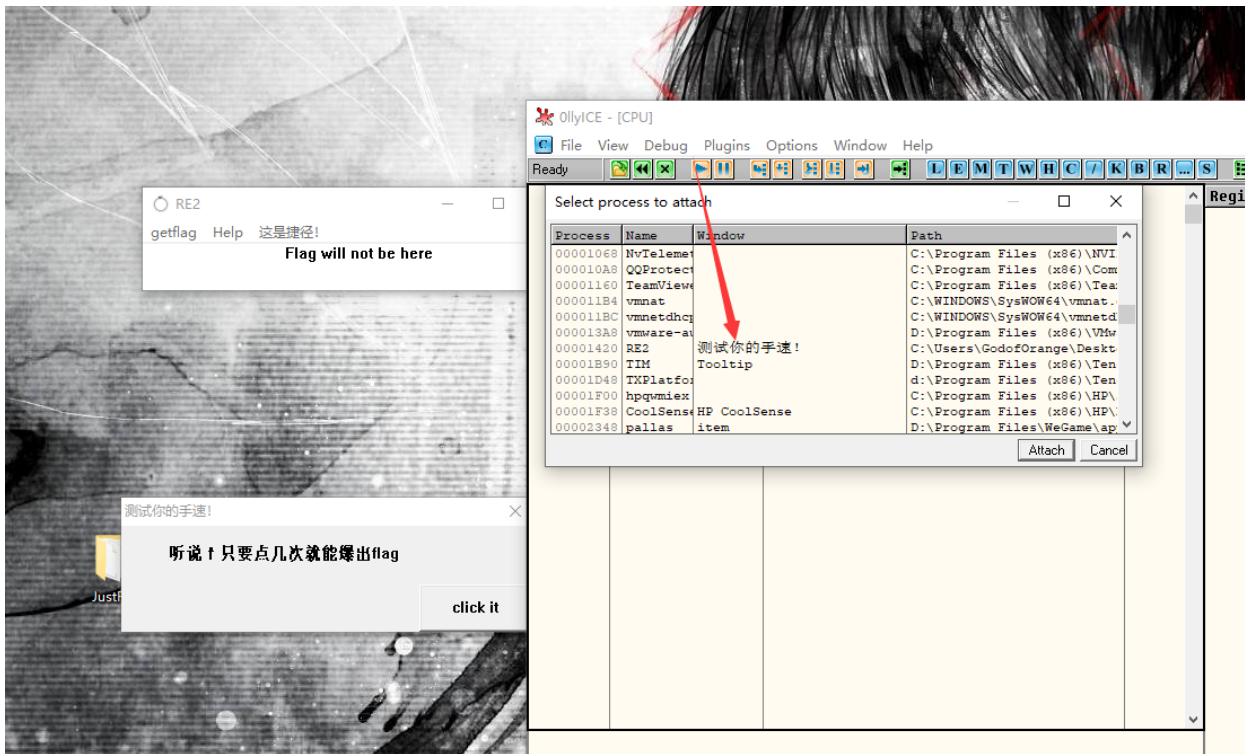 OllyICE - [CPU]
File View Debug Plugins Options Window Help
Ready
L E M T W H C / K B R ... S
Regi
RE2
getflag Help 这是捷径!
Flag will not be here
Select process to attach
Process Name Window Path
00001068 NvTelemet C:\Program Files (x86)\NVI
000010A8 QQProtect C:\Program Files (x86)\Com
00001160 TeamViewe C:\Program Files (x86)\Tea
000011B4 vmnat C:\WINDOWS\SysWOW64\vmnat.
000011BC vmnetdhcp C:\WINDOWS\SysWOW64\vmnetd
000013A8 vmware-au D:\Program Files (x86)\VMw
00001420 RE2 测试你的手速! C:\Users\GodofOrange\Deskt
00001B90 TIM Tooltip D:\Program Files (x86)\Ten
00001D48 TXPlatfo d:\Program Files (x86)\Ten
00001F00 hpqwmiex C:\Program Files (x86)\HP\
00001F38 CoolSense HP CoolSense C:\Program Files (x86)\HP\
00002348 pallas item D:\Program Files\WeGame\ap
Attach Cancel
测试你的手速!
听说↑只要点几次就能爆出flag
click it